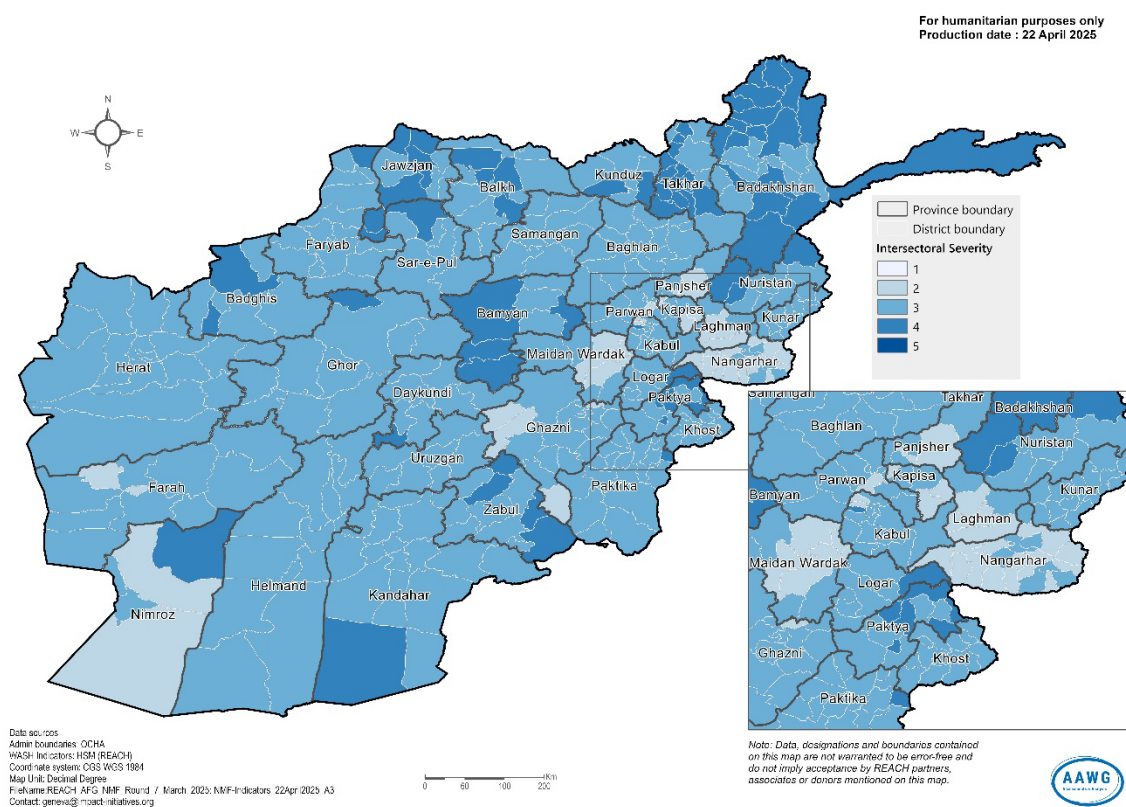 For humanitarian purposes only
Production date : 22 April 2025
N
W E
S
Jawzjan
Balkh
Kunduz
Takhar
Badakhshan
Faryab
Samangan
Baghlan
Sar-e-Pul
Badghis
Panjsher
Nuristan
Bamyan
Parwan
Kapisa
Laghman
Kunar
Herat
Ghor
Maidan Wardak
Kabul
Nangarhar
Daykundi
Logar
Paktya
Khost
Ghazni
Uruzgan
Farah
Paktika
Zabul
Helmand
Kandahar
Nimroz
Province boundary
District boundary
Intersectoral Severity
1
2
3
4
5
Samangan
Takhar
Badakhshan
Baghlan
Panjsher
Nuristan
Bamyan
Parwan
Kapisa
Kunar
Laghman
Kabul
Maidan Wardak
Nangarhar
Logar
Paktya
Ghazni
Khost
Paktika
Data sources
Admin boundaries: OCHA
WASH Indicators: HSM (REACH)
Coordinate system: CGS WGS 1984
Map Unit: Decimal Degree
FileName:REACH_AFG_NMF_Round_7_March_2025: NMF-Indicators_22April2025_A3
Contact: geneva@impact-initiatives.org
0 50 100 200
Km
Note: Data, designations and boundaries contained
on this map are not warranted to be error-free and
do not imply acceptance by REACH partners,
associates or donors mentioned on this map.
AAWG